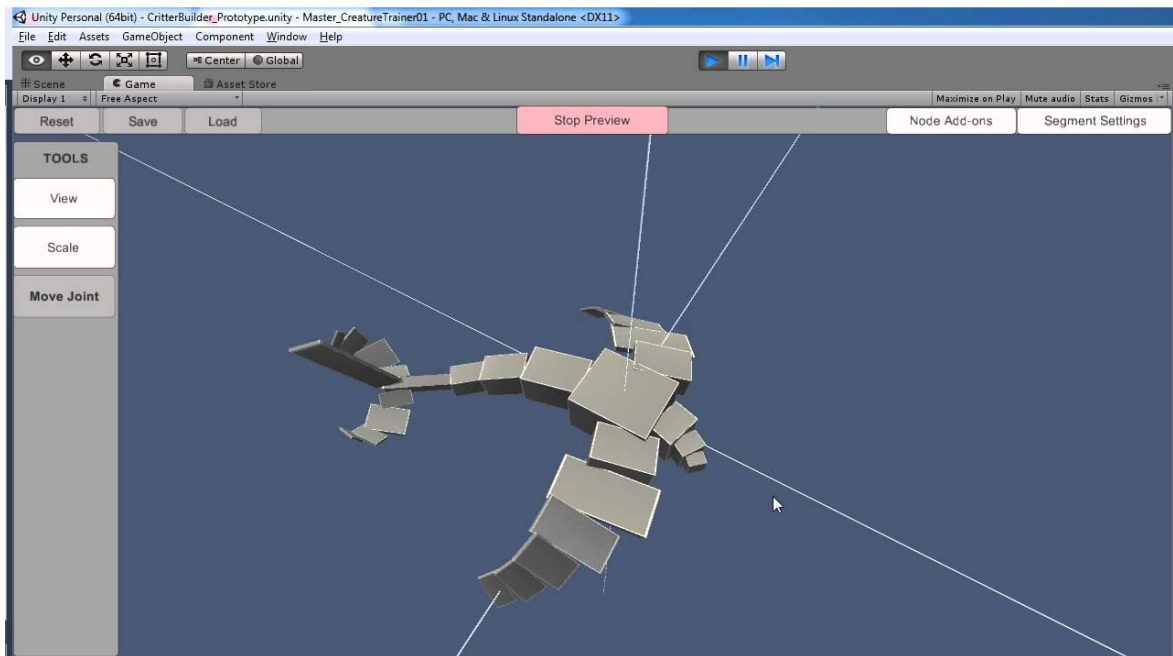 Unity Personal (64bit) - CritterBuilder_Prototype.unity - Master_CreatureTrainer01 - PC, Mac & Linux Standalone <DX11>
File Edit Assets GameObject Component Window Help
Center Global
Scene Game Asset Store
Display 1 Free Aspect Maximize on Play Mute audio Stats Gizmos
Reset Save Load Stop Preview Node Add-ons Segment Settings
TOOLS
View
Scale
Move Joint